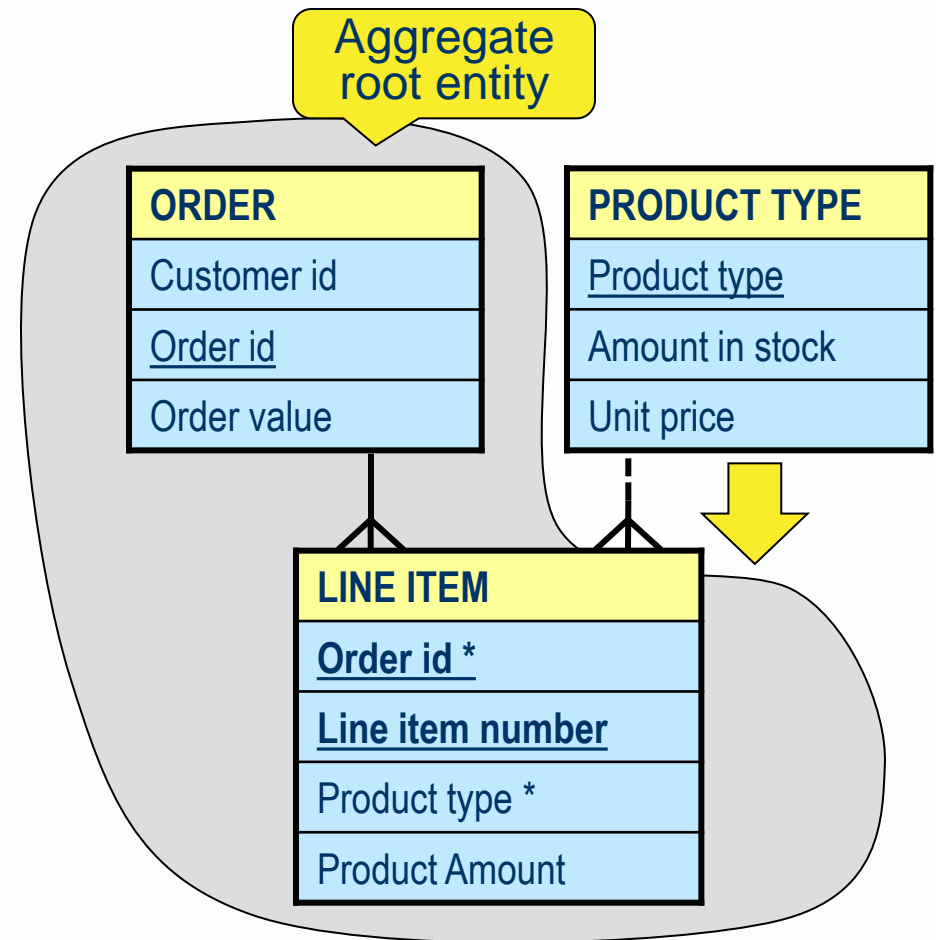 Aggregate
root entity
ORDER
Customer id
Order id
Order value
PRODUCT TYPE
Product type
Amount in stock
Unit price
LINE ITEM
Order id *
Line item number
Product type *
Product Amount